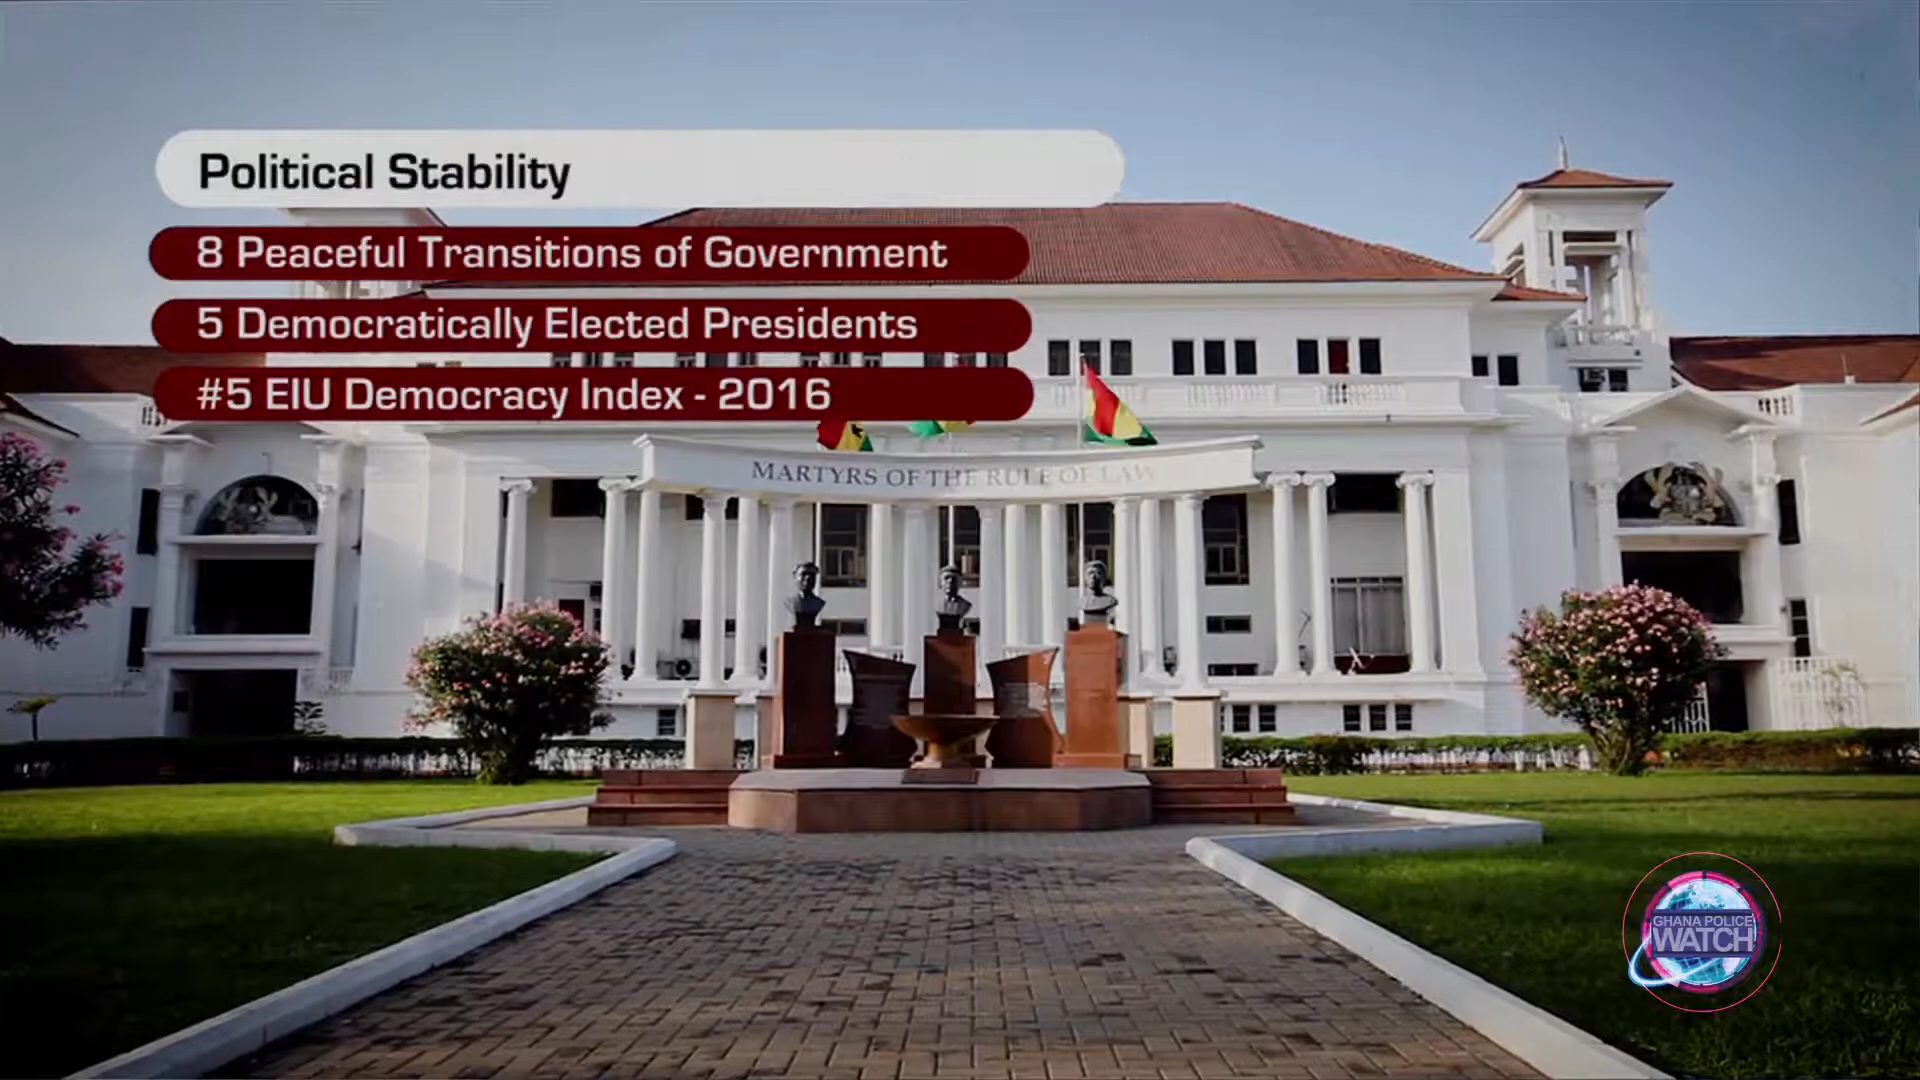 Political Stability
8 Peaceful Transitions of Government
5 Democratically Elected Presidents
#5 EIU Democracy Index - 2016
MARTYRS OF THE RULE OF LAW
GHANA POLICE
WATCH